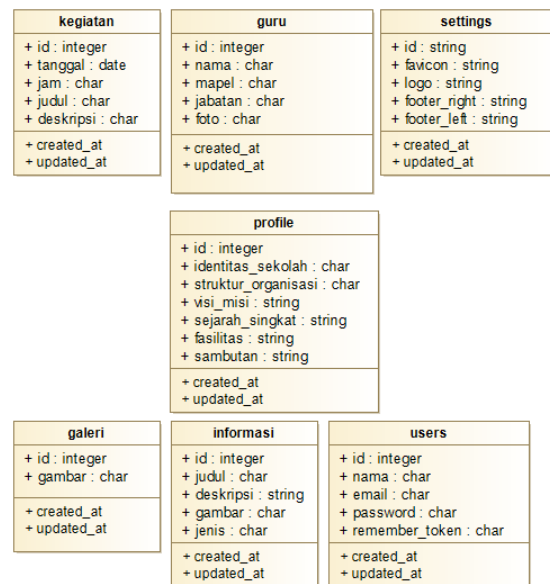 kegiatan
+ id : integer
+ tanggal : date
+ jam : char
+ judul : char
+ deskripsi : char
+ created_at
+ updated_at
guru
+ id : integer
+ nama : char
+ mapel : char
+ jabatan : char
+ foto : char
+ created_at
+ updated_at
settings
+ id : string
+ favicon : string
+ logo : string
+ footer_right : string
+ footer_left : string
+ created_at
+ updated_at
profile
+ id : integer
+ identitas_sekolah : char
+ struktur_organisasi : char
+ visi_misi : string
+ sejarah_singkat : string
+ fasilitas : string
+ sambutan : string
+ created_at
+ updated_at
galeri
+ id : integer
+ gambar : char
+ created_at
+ updated_at
informasi
+ id : integer
+ judul : char
+ deskripsi : string
+ gambar : char
+ jenis : char
+ created_at
+ updated_at
users
+ id : integer
+ nama : char
+ email : char
+ password : char
+ remember_token : char
+ created_at
+ updated_at